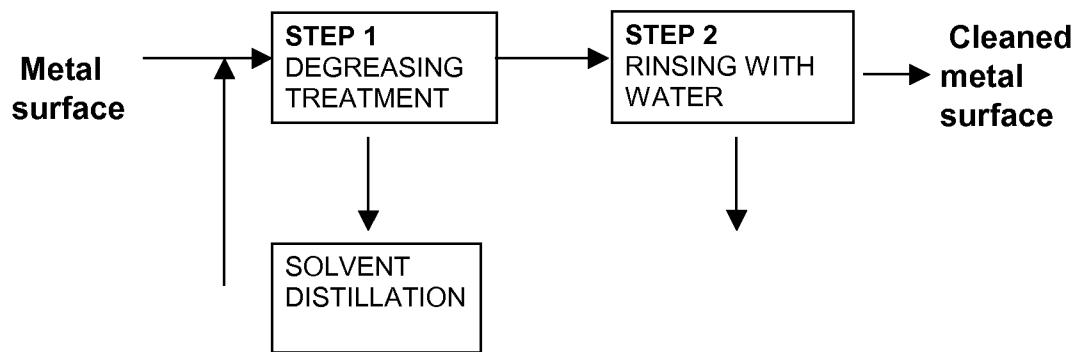 Metal
surface
STEP 1
DEGREASING
TREATMENT
STEP 2
RINSING WITH
WATER
Cleaned
metal
surface
SOLVENT
DISTILLATION